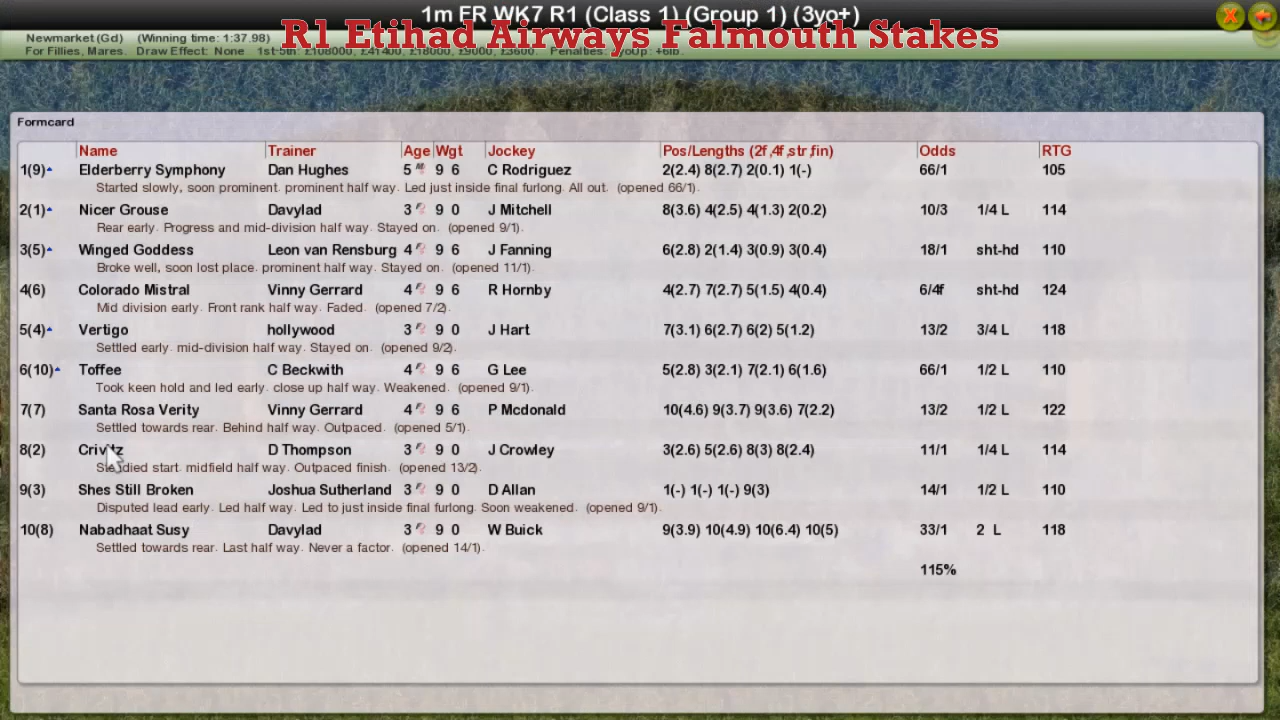 1m FR WK7 R1 (Class 1) (Group 1) (3yo+)
R1 Etihad Airways Falmouth Stakes
Newmarket (Gd) (Winning time: 1:37.98)
For Fillies, Mares. Draw Effect: None 1st-5th: £108000, £41400, £18000, £9000, £3600. Penalties: +6lb.
Formcard
Name Trainer Age Wgt Jockey Pos/Lengths (2f,4f,str,fin) Odds RTG
1(9) Elderberry Symphony Dan Hughes 5 9 6 C Rodriguez 2(2.4) 8(2.7) 2(0.1) 1(-) 66/1 105
Started slowly, soon prominent. prominent half way. Led just inside final furlong. All out. (opened 66/1).
2(1) Nicer Grouse Davylad 3 9 0 J Mitchell 8(3.6) 4(2.5) 4(1.3) 2(0.2) 10/3 1/4 L 114
Rear early. Progress and mid-division half way. Stayed on. (opened 9/1).
3(5) Winged Goddess Leon van Rensburg 4 9 6 J Fanning 6(2.8) 2(1.4) 3(0.9) 3(0.4) 18/1 sht-hd 110
Broke well, soon lost place. prominent half way. Stayed on. (opened 11/1).
4(6) Colorado Mistral Vinny Gerrard 4 9 6 R Hornby 4(2.7) 7(2.7) 5(1.5) 4(0.4) 6/4f sht-hd 124
Mid division early. Front rank half way. Faded. (opened 7/2).
5(4) Vertigo hollywood 3 9 0 J Hart 7(3.1) 6(2.7) 6(2) 5(1.2) 13/2 3/4 L 118
Settled early. mid-division half way. Stayed on. (opened 9/2).
6(10) Toffee C Beckwith 4 9 6 G Lee 5(2.8) 3(2.1) 7(2.1) 6(1.6) 66/1 1/2 L 110
Took keen hold and led early. close up half way. Weakened. (opened 9/1).
7(7) Santa Rosa Verity Vinny Gerrard 4 9 6 P Mcdonald 10(4.6) 9(3.7) 9(3.6) 7(2.2) 13/2 1/2 L 122
Settled towards rear. Behind half way. Outpaced. (opened 5/1).
8(2) D Thompson 3 9 0 J Crowley 3(2.6) 5(2.6) 8(3) 8(2.4) 11/1 1/4 L 114
Steadied start. midfield half way. Outpaced finish. (opened 13/2).
9(3) Shes Still Broken Joshua Sutherland 3 9 0 D Allan 1(-) 1(-) 1(-) 9(3) 14/1 1/2 L 110
Disputed lead early. Led half way. Led to just inside final furlong. Soon weakened. (opened 9/1).
10(8) Nabadhaat Susy Davylad 3 9 0 W Buick 9(3.9) 10(4.9) 10(6.4) 10(5) 33/1 2 L 118
Settled towards rear. Last half way. Never a factor. (opened 14/1).
115%